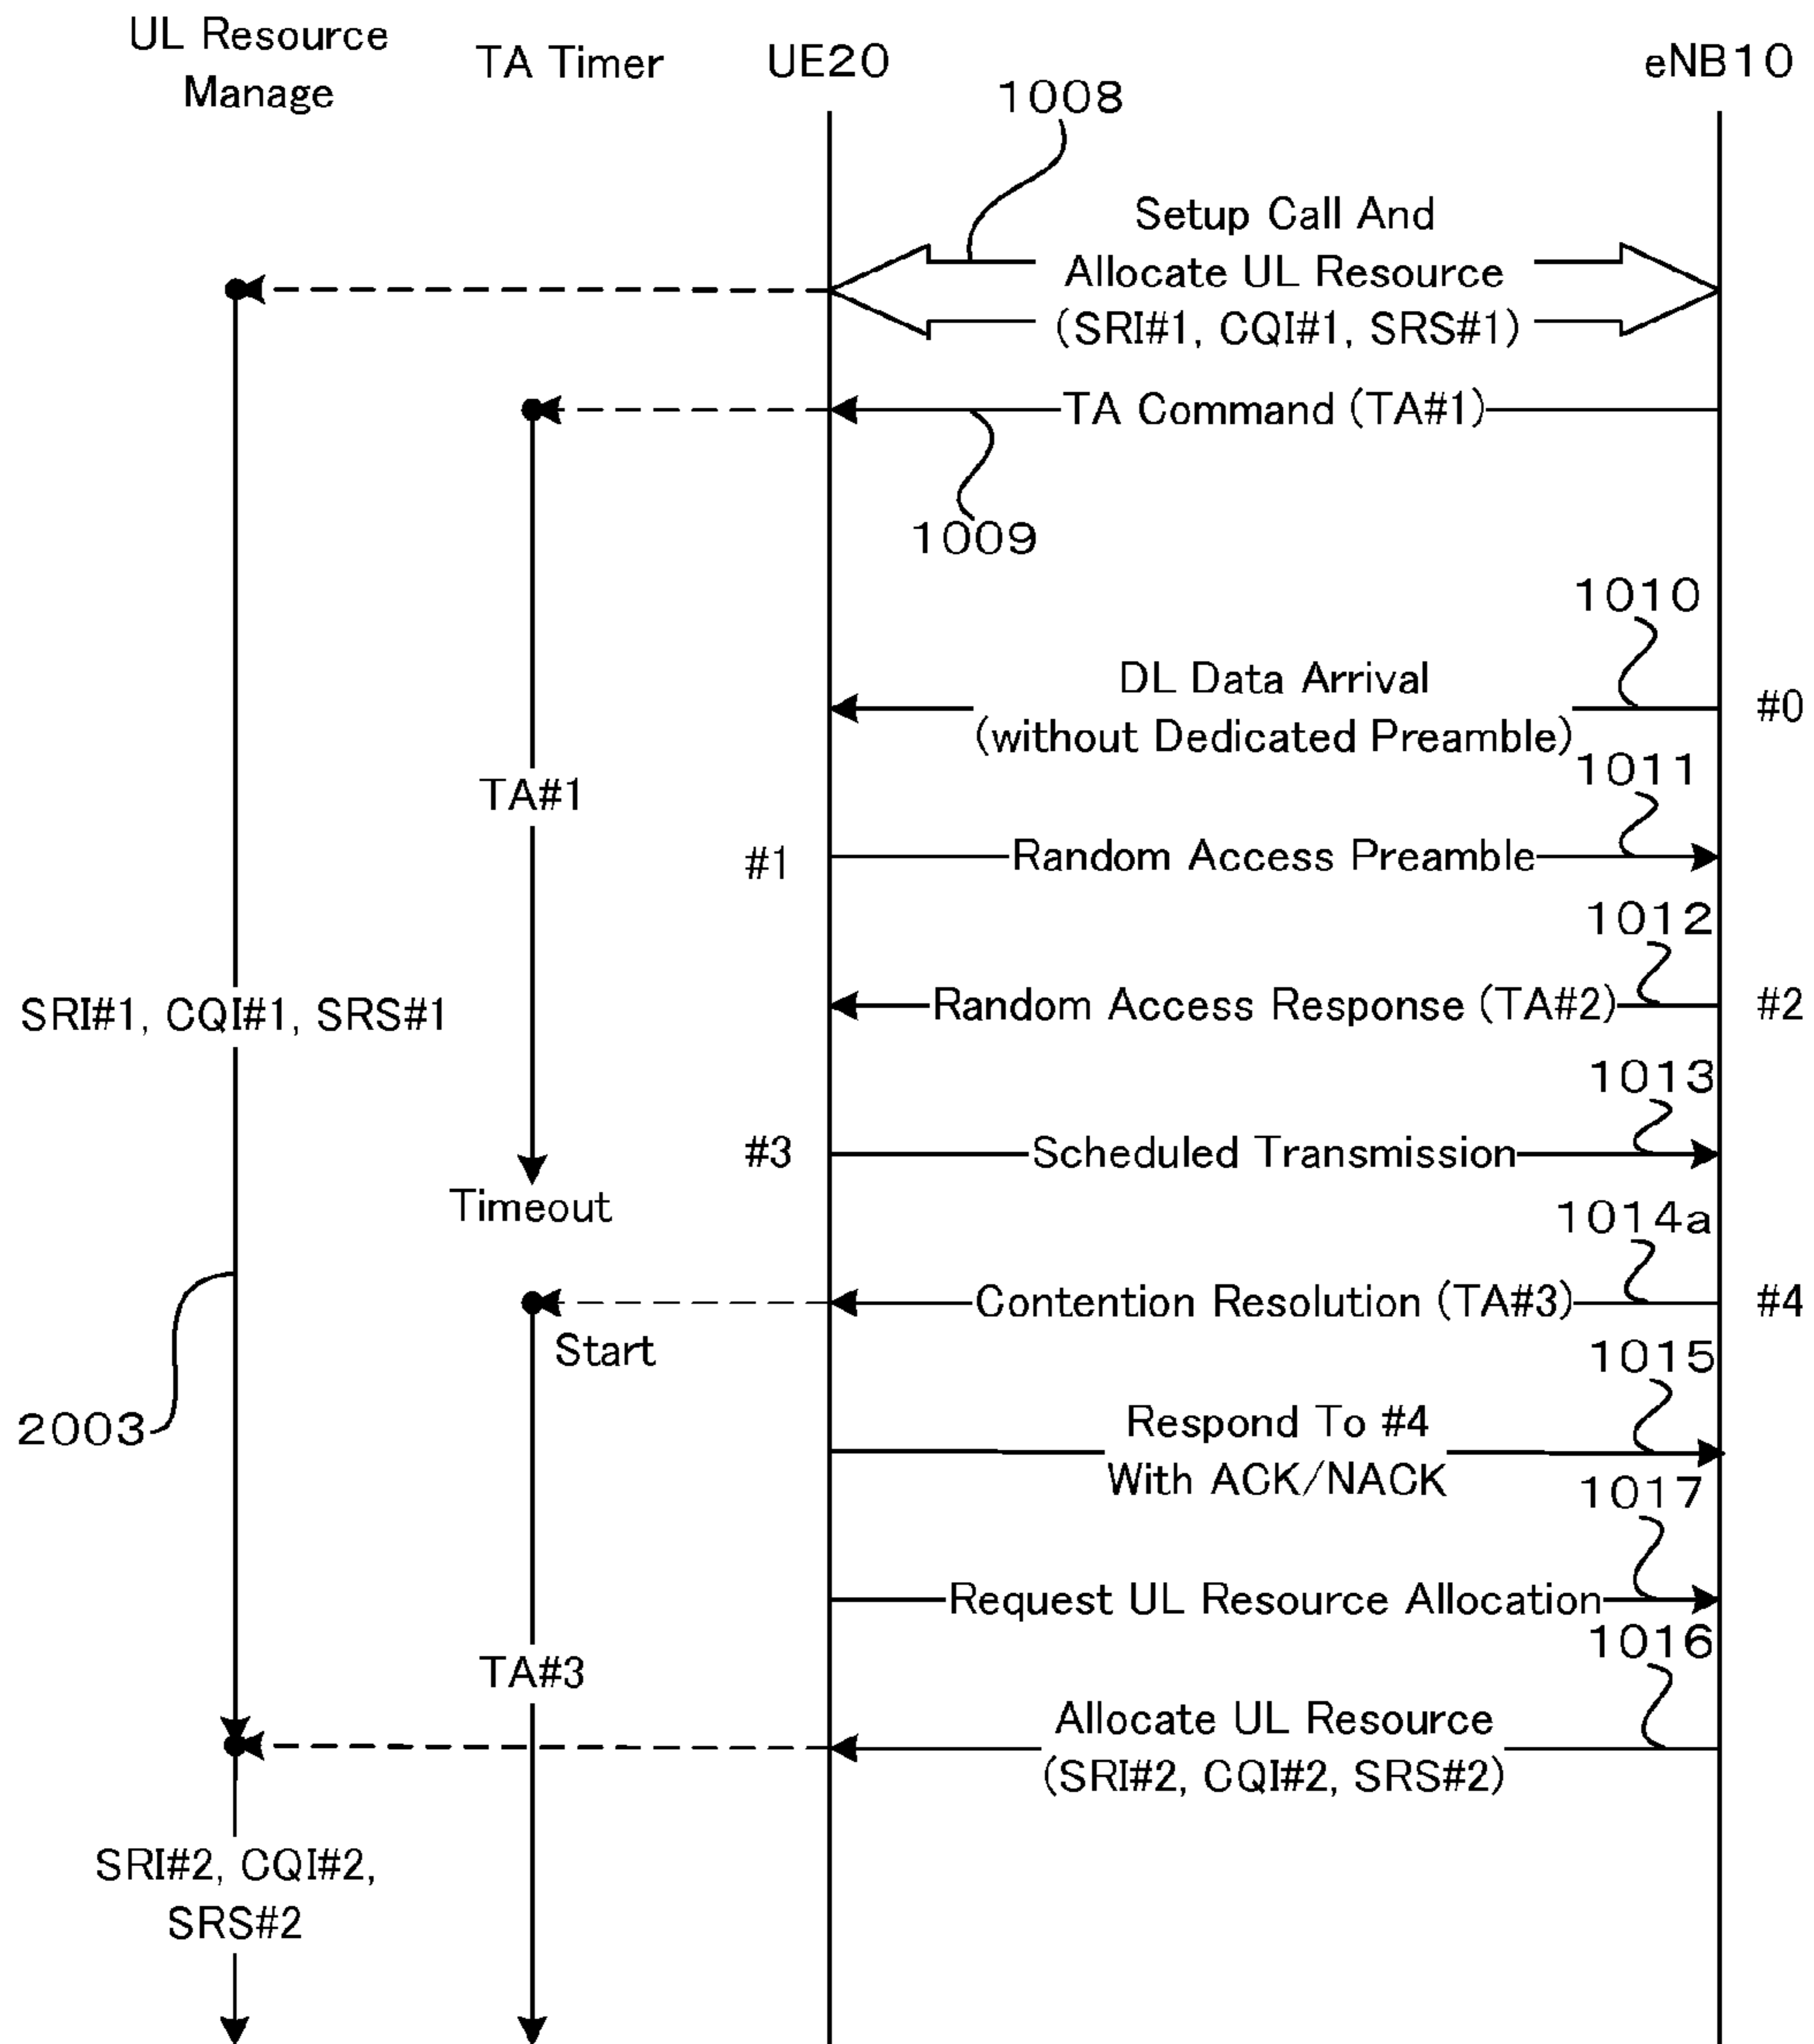 UL Resource
Manage
TA Timer
UE20
eNB10
1008
Setup Call And
Allocate UL Resource
(SRI#1, CQI#1, SRS#1)
TA Command (TA#1)
1009
1010
DL Data Arrival
(without Dedicated Preamble)
#0
1011
TA#1
#1
Random Access Preamble
1012
SRI#1, CQI#1, SRS#1
Random Access Response (TA#2)
#2
1013
#3
Scheduled Transmission
Timeout
1014a
Contention Resolution (TA#3)
#4
Start
1015
2003
Respond To #4
With ACK/NACK
1017
Request UL Resource Allocation
1016
TA#3
Allocate UL Resource
(SRI#2, CQI#2, SRS#2)
SRI#2, CQI#2,
SRS#2